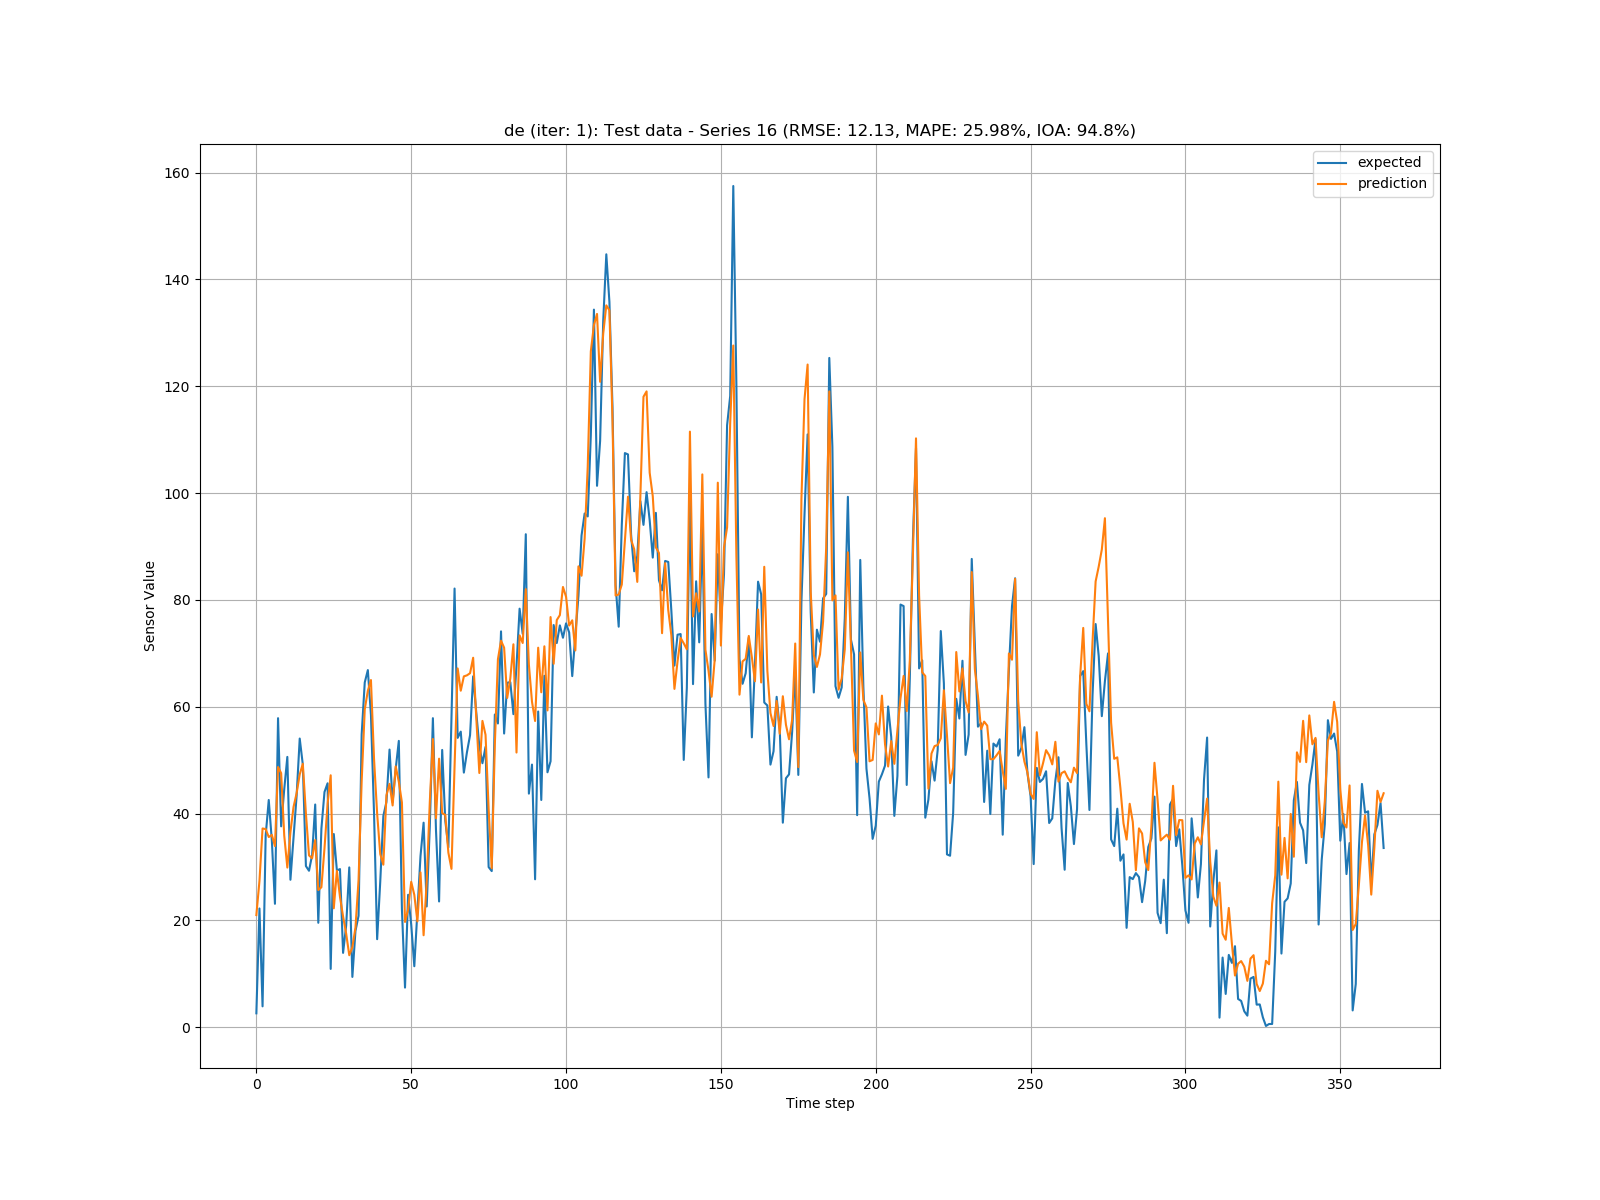 de (iter: 1): Test data - Series 16 (RMSE: 12.13, MAPE: 25.98%, IOA: 94.8%)
expected
prediction
160
140
120
100
80
60
40
20
0
Sensor Value
0 50 100 150 200 250 300 350
Time step